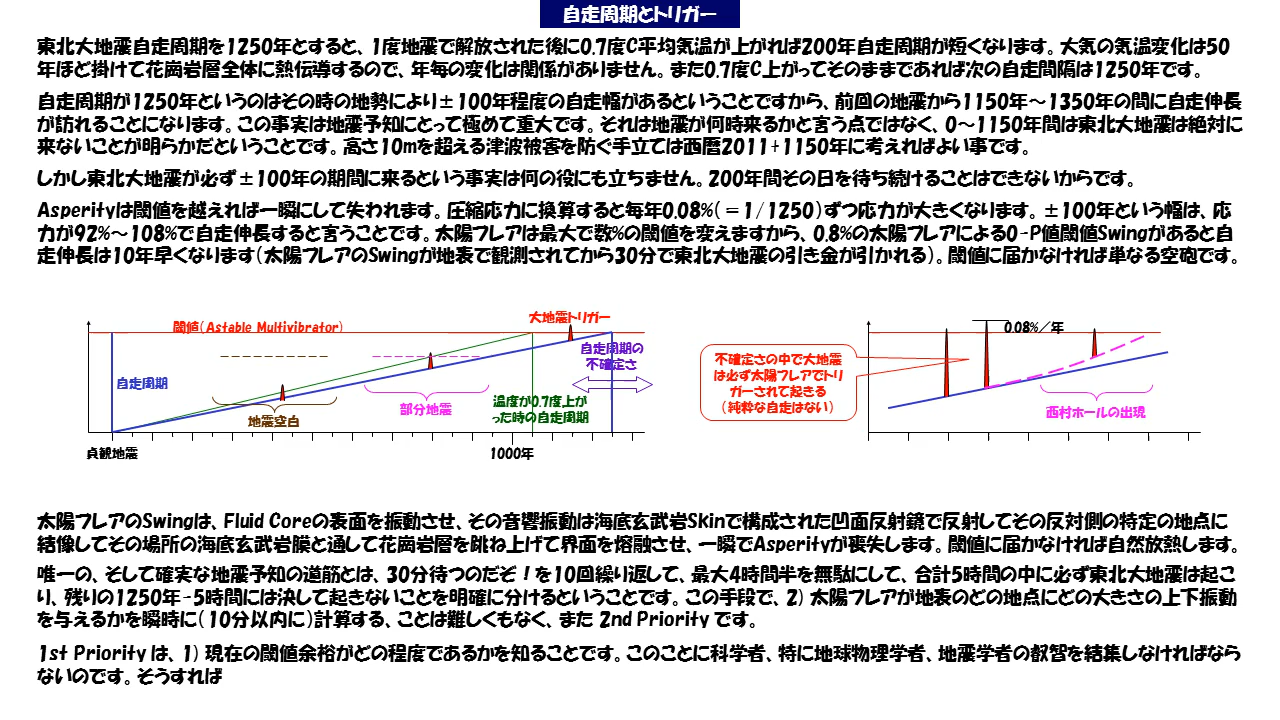 自走周期とトリガー
東北大地震自走周期を1250年とすると、1度地震で解放された後に0.7度C平均気温が上がれば200年自走周期が短くなります。大気の気温変化は50
年ほど掛けて花崗岩層全体に熱伝導するので、年毎の変化は関係がありません。また0.7度C上がってそのままであれば次の自走間隔は1250年です。
自走周期が1250年というのはその時の地勢により±100年程度の自走幅があるということですから、前回の地震から1150年~1350年の間に自走伸長
が訪れることになります。この事実は地震予知にとって極めて重大です。それは地震が何時来るかと言う点ではなく、0~1150年間は東北大地震は絶対に
来ないことが明らかだということです。高さ10mを超える津波被害を防ぐ手立ては西暦2011+1150年に考えればよい事です。
しかし東北大地震が必ず±100年の期間に来るという事実は何の役にも立ちません。200年間その日を待ち続けることはできないからです。
Asperityは閾値を越えれば一瞬にして失われます。圧縮応力に換算すると毎年0.08%(=1/1250)ずつ応力が大きくなります。±100年という幅は、応
力が92%~108%で自走伸長すると言うことです。太陽フレアは最大で数%の閾値を変えますから、0.8%の太陽フレアによる0-P値閾値Swingがあると自
走伸長は10年早くなります(太陽フレアのSwingが地表で観測されてから30分で東北大地震の引き金が引かれる)。閾値に届かなければ単なる空砲です。
閾値(Astable Multivibrator)
大地震トリガー
自走周期の
不確定さ
自走周期
地震空白
部分地震
温度が0.7度上が
った時の自走周期
貞観地震
1000年
0.08%/年
不確定さの中で大地震
は必ず太陽フレアでトリ
ガーされて起きる
(純粋な自走はない)
西村ホールの出現
太陽フレアのSwingは、Fluid Coreの表面を振動させ、その音響振動は海底玄武岩Skinで構成された凹面反射鏡で反射してその反対側の特定の地点に
結像してその場所の海底玄武岩膜と通して花崗岩層を跳ね上げて界面を熔融させ、一瞬でAsperityが喪失します。閾値に届かなければ自然放熱します。
唯一の、そして確実な地震予知の道筋とは、30分待つのだぞ!を10回繰り返して、最大4時間半を無駄にして、合計5時間の中に必ず東北大地震は起こ
り、残りの1250年-5時間には決して起きないことを明確に分けるということです。この手段で、2) 太陽フレアが地表のどの地点にどの大きさの上下振動
を与えるかを瞬時に(10分以内に)計算する、ことは難しくもなく、また 2nd Priority です。
1st Priority は、1) 現在の閾値余裕がどの程度であるかを知ることです。このことに科学者、特に地球物理学者、地震学者の叡智を結集しなければなら
ないのです。そうすれば